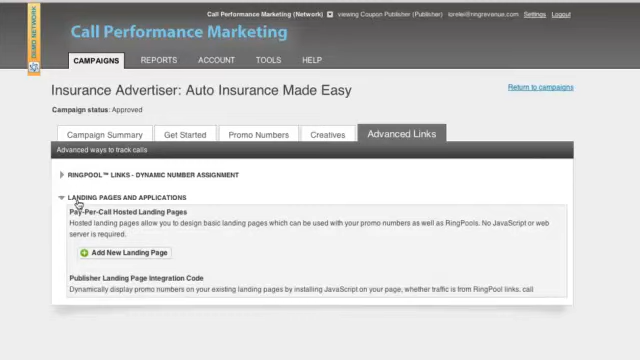 Call Performance Marketing (Network) viewing Coupon Publisher (Publisher) lorelei@ringrevenue.com Settings Logout
DEMO NETWORK
Call Performance Marketing
CAMPAIGNS REPORTS ACCOUNT TOOLS HELP
Insurance Advertiser: Auto Insurance Made Easy
Return to campaigns
Campaign status: Approved
Campaign Summary Get Started Promo Numbers Creatives Advanced Links
Advanced ways to track calls
RINGPOOL™ LINKS - DYNAMIC NUMBER ASSIGNMENT
LANDING PAGES AND APPLICATIONS
Pay-Per-Call Hosted Landing Pages
Hosted landing pages allow you to design basic landing pages which can be used with your promo numbers as well as RingPools. No JavaScript or web
server is required.
Add New Landing Page
Publisher Landing Page Integration Code
Dynamically display promo numbers on your existing landing pages by installing JavaScript on your page, whether traffic is from RingPool links, call